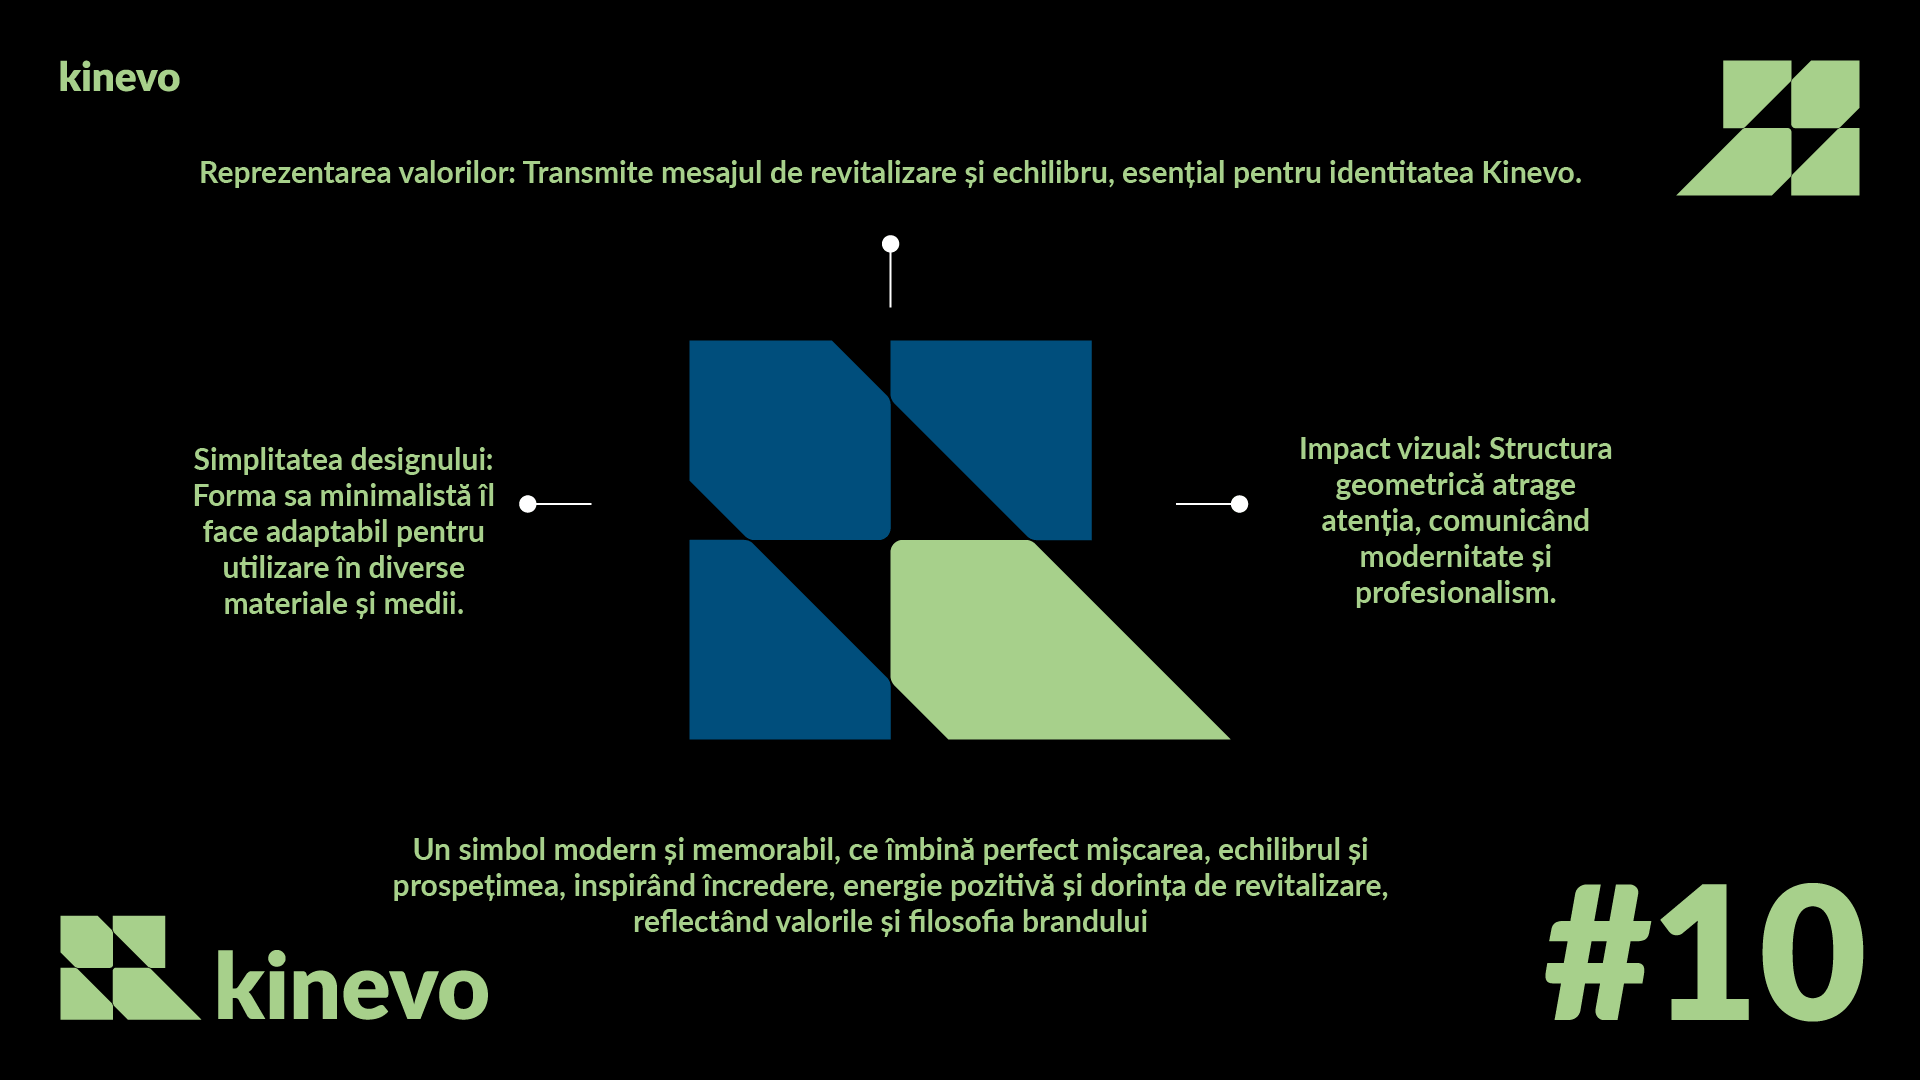 kinevo
Reprezentarea valorilor: Transmite mesajul de revitalizare și echilibru, esențial pentru identitatea Kinevo.
Simplitatea designului:
Forma sa minimalistă îl
face adaptabil pentru
utilizare în diverse
materiale și medii.
Impact vizual: Structura
geometrică atrage
atenția, comunicând
modernitate și
profesionalism.
Un simbol modern și memorabil, ce îmbină perfect mișcarea, echilibrul și
prospețimea, inspirând încredere, energie pozitivă și dorința de revitalizare,
reflectând valorile și filosofia brandului
kinevo
#10